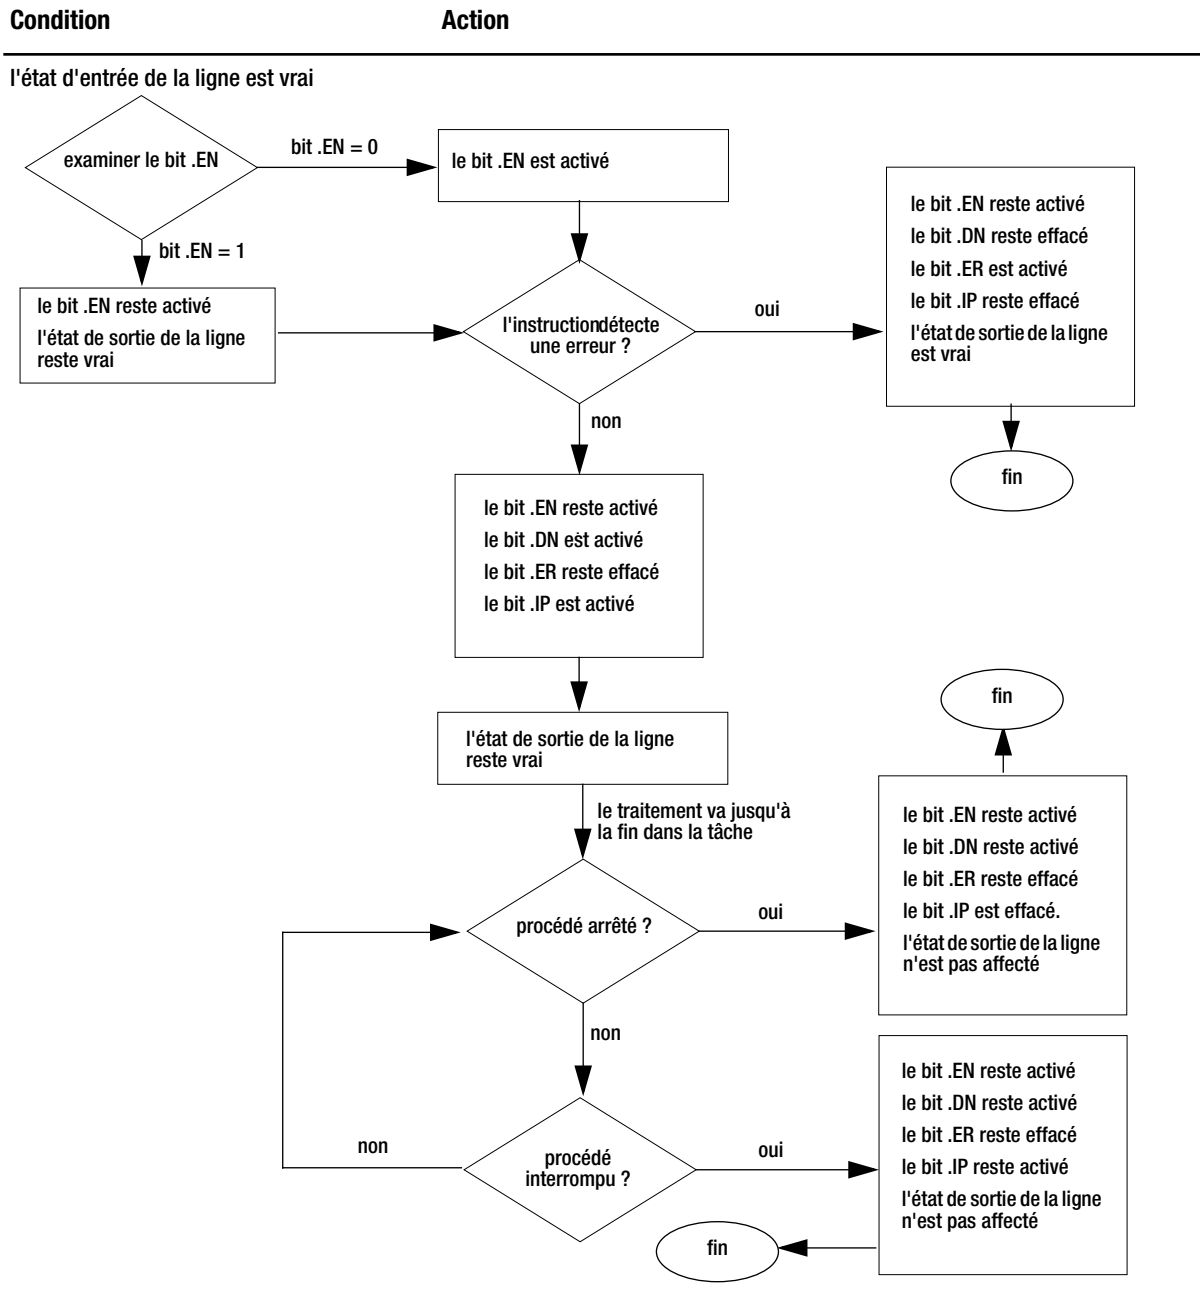 Condition
Action
l'état d'entrée de la ligne est vrai
examiner le bit .EN
bit .EN = 0
le bit .EN est activé
bit .EN = 1
le bit .EN reste activé
l'état de sortie de la ligne
reste vrai
l'instructiondétecte
une erreur ?
oui
le bit .EN reste activé
le bit .DN reste effacé
le bit .ER est activé
le bit .IP reste effacé
l'état de sortie de la ligne
est vrai
fin
non
le bit .EN reste activé
le bit .DN est activé
le bit .ER reste effacé
le bit .IP est activé
l'état de sortie de la ligne
reste vrai
le traitement va jusqu'à
la fin dans la tâche
procédé arrêté ?
oui
fin
le bit .EN reste activé
le bit .DN reste activé
le bit .ER reste effacé
le bit .IP est effacé.
l'état de sortie de la ligne
n'est pas affecté
non
procédé
interrompu ?
non
oui
le bit .EN reste activé
le bit .DN reste activé
le bit .ER reste effacé
le bit .IP reste activé
l'état de sortie de la ligne
n'est pas affecté
fin